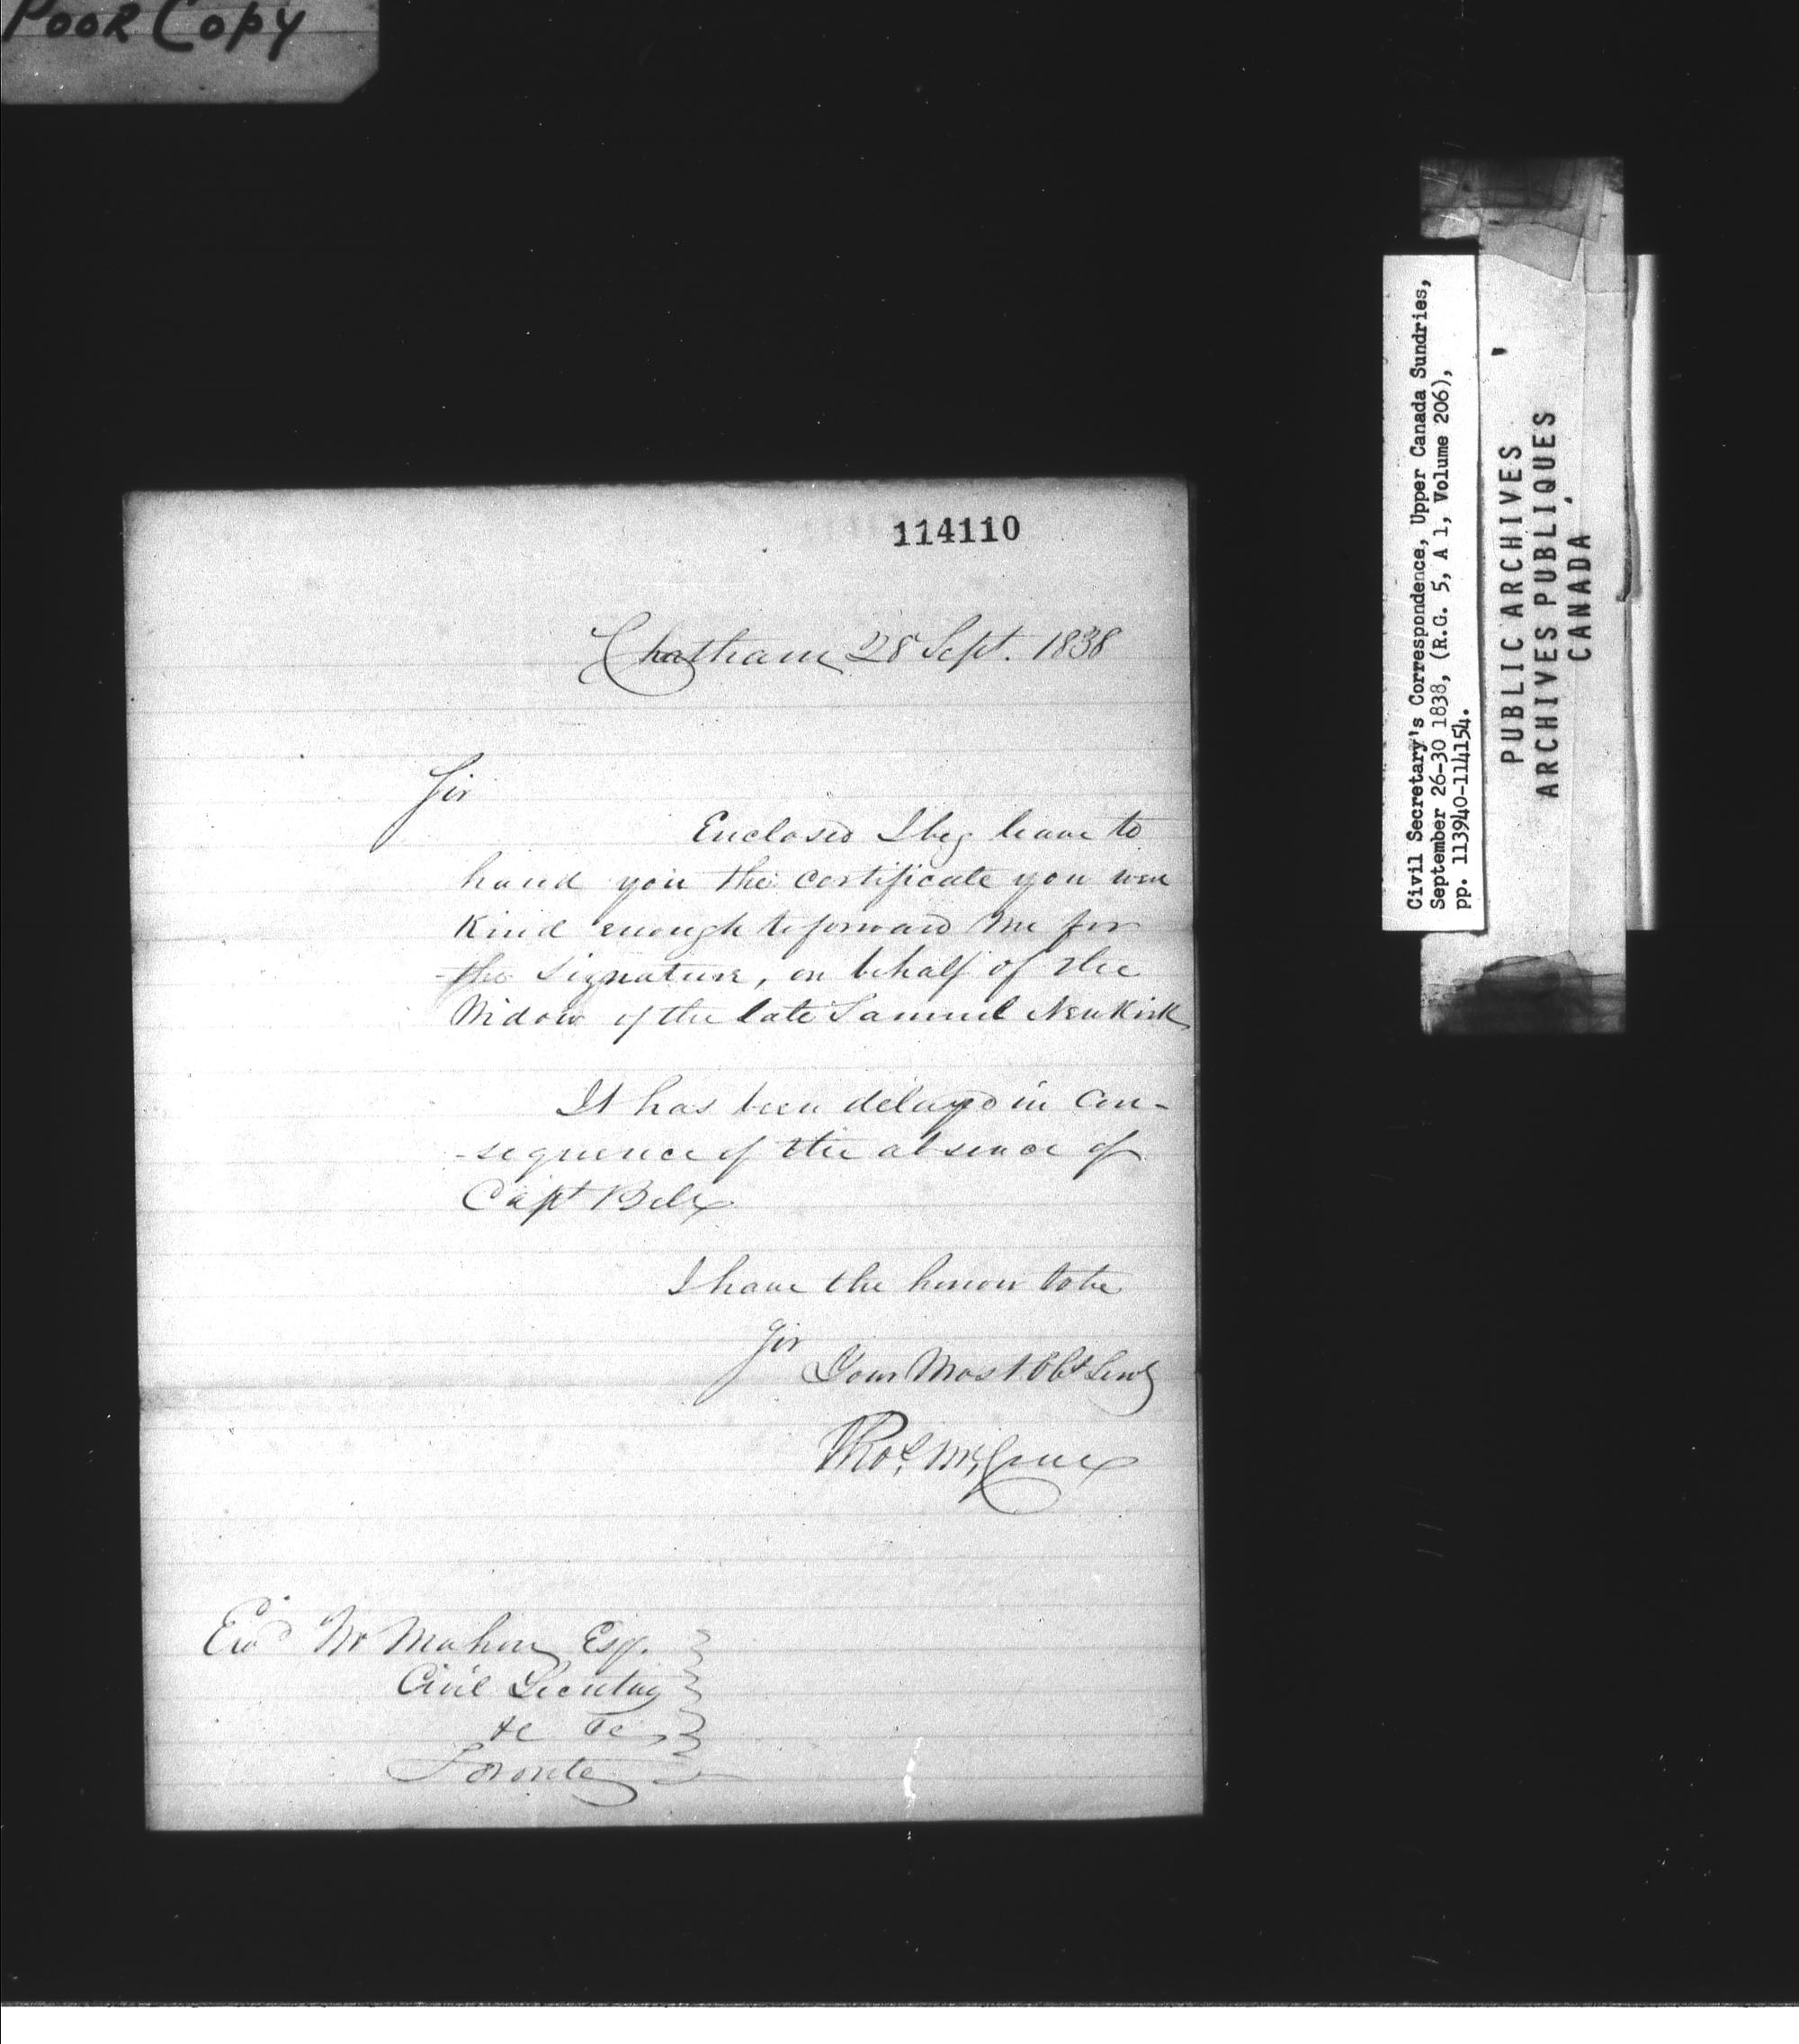 POOR COPY
114110
Chatham 28 Sept. 1838
Sir
Enclosed I beg leave to
hand you the certificate you were
Kind enough to forward me for
the Signature, on behalf of the
Widow of the late Samuel Newkirk
It has been delayed in Con-
-sequence of the absence of
Capt Bell
I have the honour to be
Sir
Your Most Obt Servt
Thos. McCrae
Ewd McMahon Esq.
Civil Secretary
&c &c
Toronto
Civil Secretary's Correspondence, Upper Canada Sundries,
September 26-30 1838, (R.G. 5, A 1, Volume 206),
pp. 113940-114154.
PUBLIC ARCHIVES
ARCHIVES PUBLIQUES
CANADA